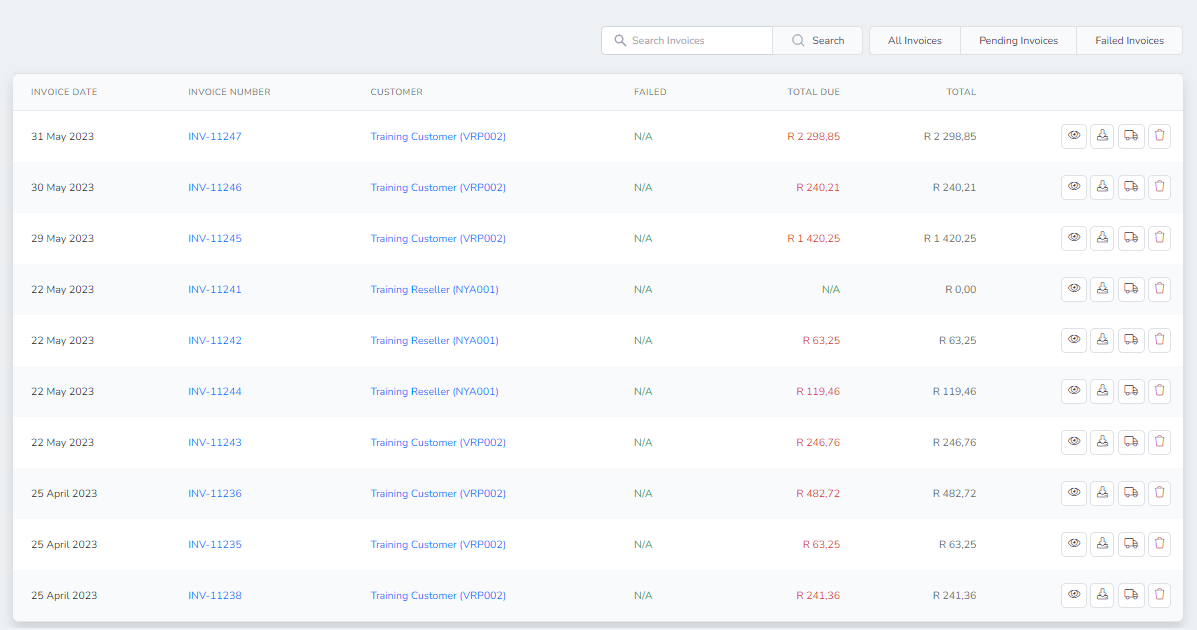 Search Invoices Search All Invoices Pending Invoices Failed Invoices
INVOICE DATE INVOICE NUMBER CUSTOMER FAILED TOTAL DUE TOTAL
31 May 2023 INV-11247 Training Customer (VRP002) N/A R 2 298,85 R 2 298,85
30 May 2023 INV-11246 Training Customer (VRP002) N/A R 240,21 R 240,21
29 May 2023 INV-11245 Training Customer (VRP002) N/A R 1 420,25 R 1 420,25
22 May 2023 INV-11241 Training Reseller (NYA001) N/A N/A R 0,00
22 May 2023 INV-11242 Training Reseller (NYA001) N/A R 63,25 R 63,25
22 May 2023 INV-11244 Training Reseller (NYA001) N/A R 119,46 R 119,46
22 May 2023 INV-11243 Training Customer (VRP002) N/A R 246,76 R 246,76
25 April 2023 INV-11236 Training Customer (VRP002) N/A R 482,72 R 482,72
25 April 2023 INV-11235 Training Customer (VRP002) N/A R 63,25 R 63,25
25 April 2023 INV-11238 Training Customer (VRP002) N/A R 241,36 R 241,36